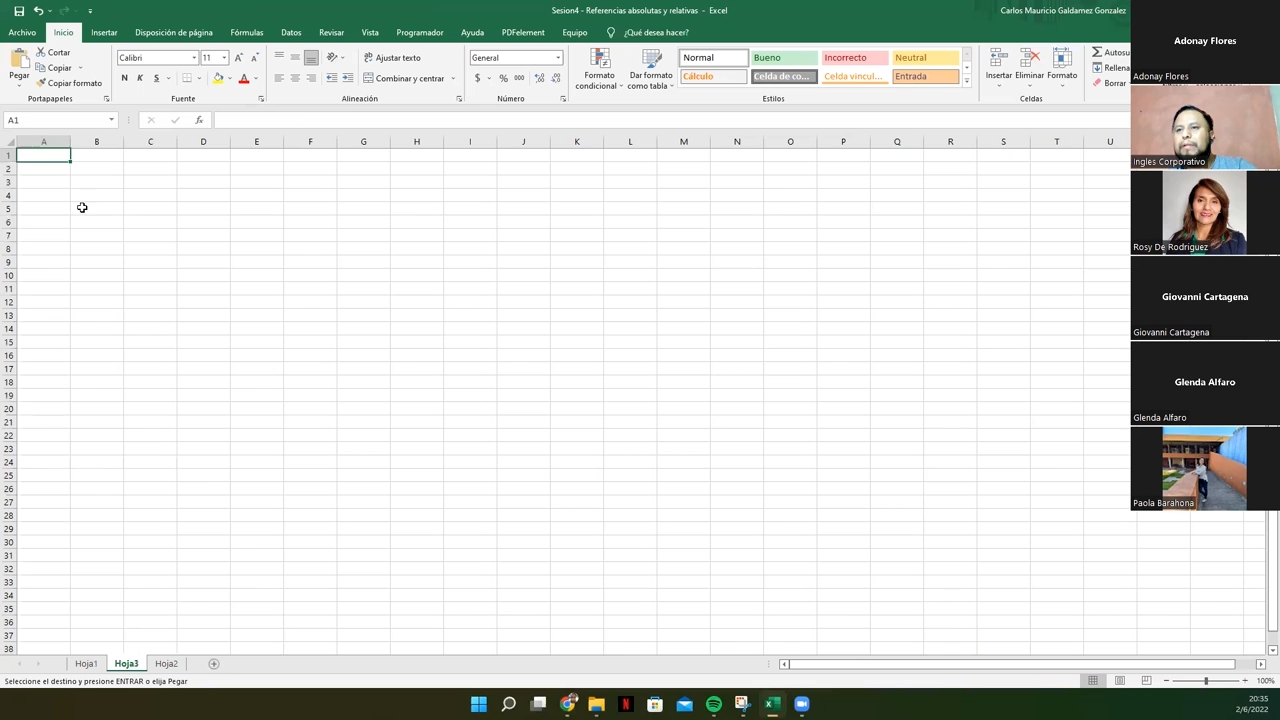 Sesion4 - Referencias absolutas y relativas - Excel
Carlos Mauricio Galdamez Gonzalez
Archivo Inicio Insertar Disposición de página Fórmulas Datos Revisar Vista Programador Ayuda PDFelement Equipo ¿Qué desea hacer?
Pegar
Cortar
Copiar
Copiar formato
Portapapeles
Calibri 11
N K S
Fuente
Ajustar texto
Combinar y centrar
Alineación
General
$ % 000
Número
Formato condicional
Dar formato como tabla
Normal Bueno Incorrecto Neutral
Cálculo Celda de co... Celda vincul... Entrada
Estilos
Insertar Eliminar Formato
Celdas
Autosu
Rellena
Borrar
A1
fx
A B C D E F G H I J K L M N O P Q R S T U
1
2
3
4
5
6
7
8
9
10
11
12
13
14
15
16
17
18
19
20
21
22
23
24
25
26
27
28
29
30
31
32
33
34
35
36
37
38
Adonay Flores
Adonay Flores
Ingles Corporativo
Rosy De Rodriguez
Giovanni Cartagena
Giovanni Cartagena
Glenda Alfaro
Glenda Alfaro
Paola Barahona
Hoja1 Hoja3 Hoja2
Seleccione el destino y presione ENTRAR o elija Pegar
100%
20:35
2/6/2022